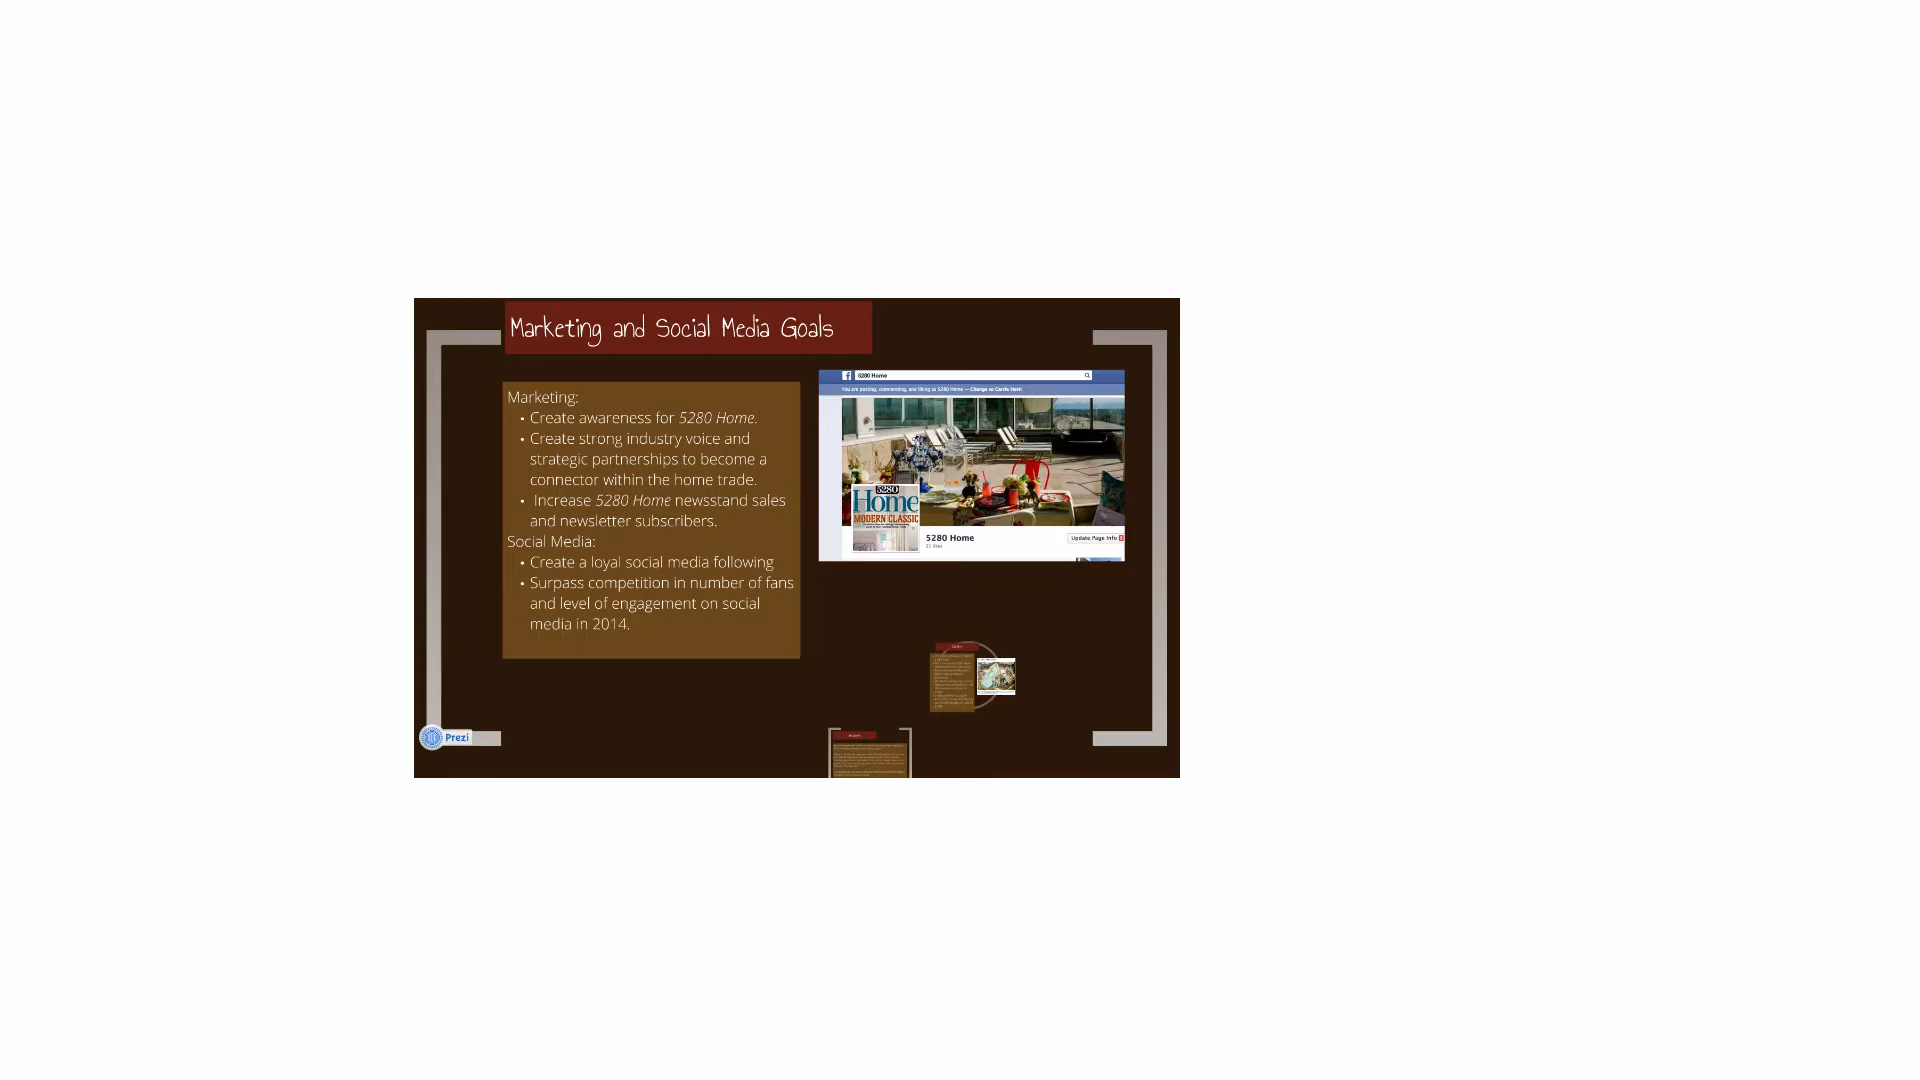 Marketing and Social Media Goals
Marketing:
• Create awareness for 5280 Home.
• Create strong industry voice and
strategic partnerships to become a
connector within the home trade.
• Increase 5280 Home newsstand sales
and newsletter subscribers.
Social Media:
• Create a loyal social media following
• Surpass competition in number of fans
and level of engagement on social
media in 2014.
5280 Home
You are posting, commenting, and liking as 5280 Home — Change to Carrie Horn
5280
Home
MODERN CLASSIC
5280 Home
31 likes
Update Page Info
Prezi